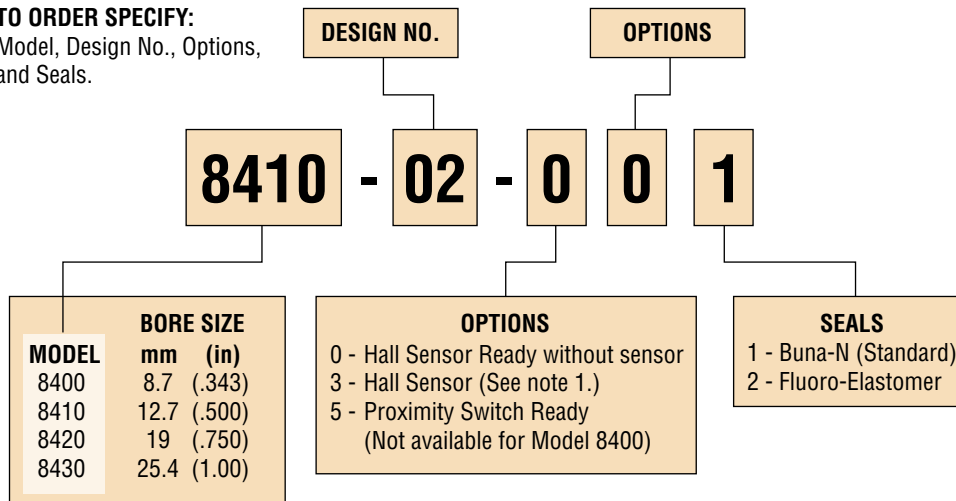 TO ORDER SPECIFY:
Model, Design No., Options,
and Seals.
DESIGN NO.
OPTIONS
8410 - 02 - 0 0 1
BORE SIZE
MODEL mm (in)
8400 8.7 (.343)
8410 12.7 (.500)
8420 19 (.750)
8430 25.4 (1.00)
OPTIONS
0 - Hall Sensor Ready without sensor
3 - Hall Sensor (See note 1.)
5 - Proximity Switch Ready
(Not available for Model 8400)
SEALS
1 - Buna-N (Standard)
2 - Fluoro-Elastomer